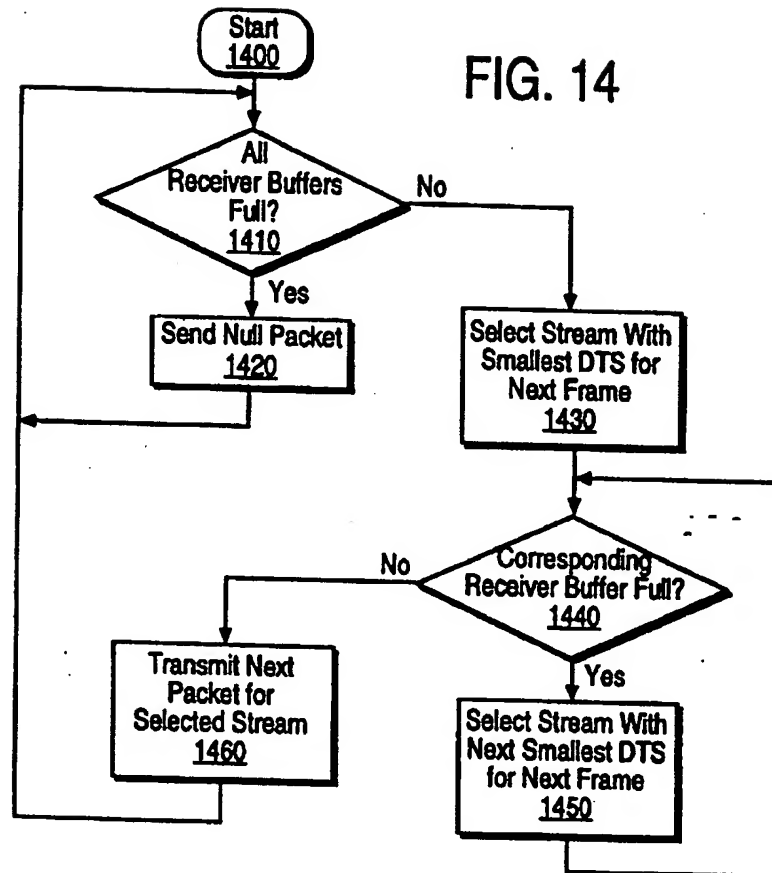 Start
1400
FIG. 14
All
Receiver Buffers
Full?
1410
No
Yes
Send Null Packet
1420
Select Stream With
Smallest DTS for
Next Frame
1430
Corresponding
Receiver Buffer Full?
1440
No
Yes
Transmit Next
Packet for
Selected Stream
1460
Select Stream With
Next Smallest DTS
for Next Frame
1450